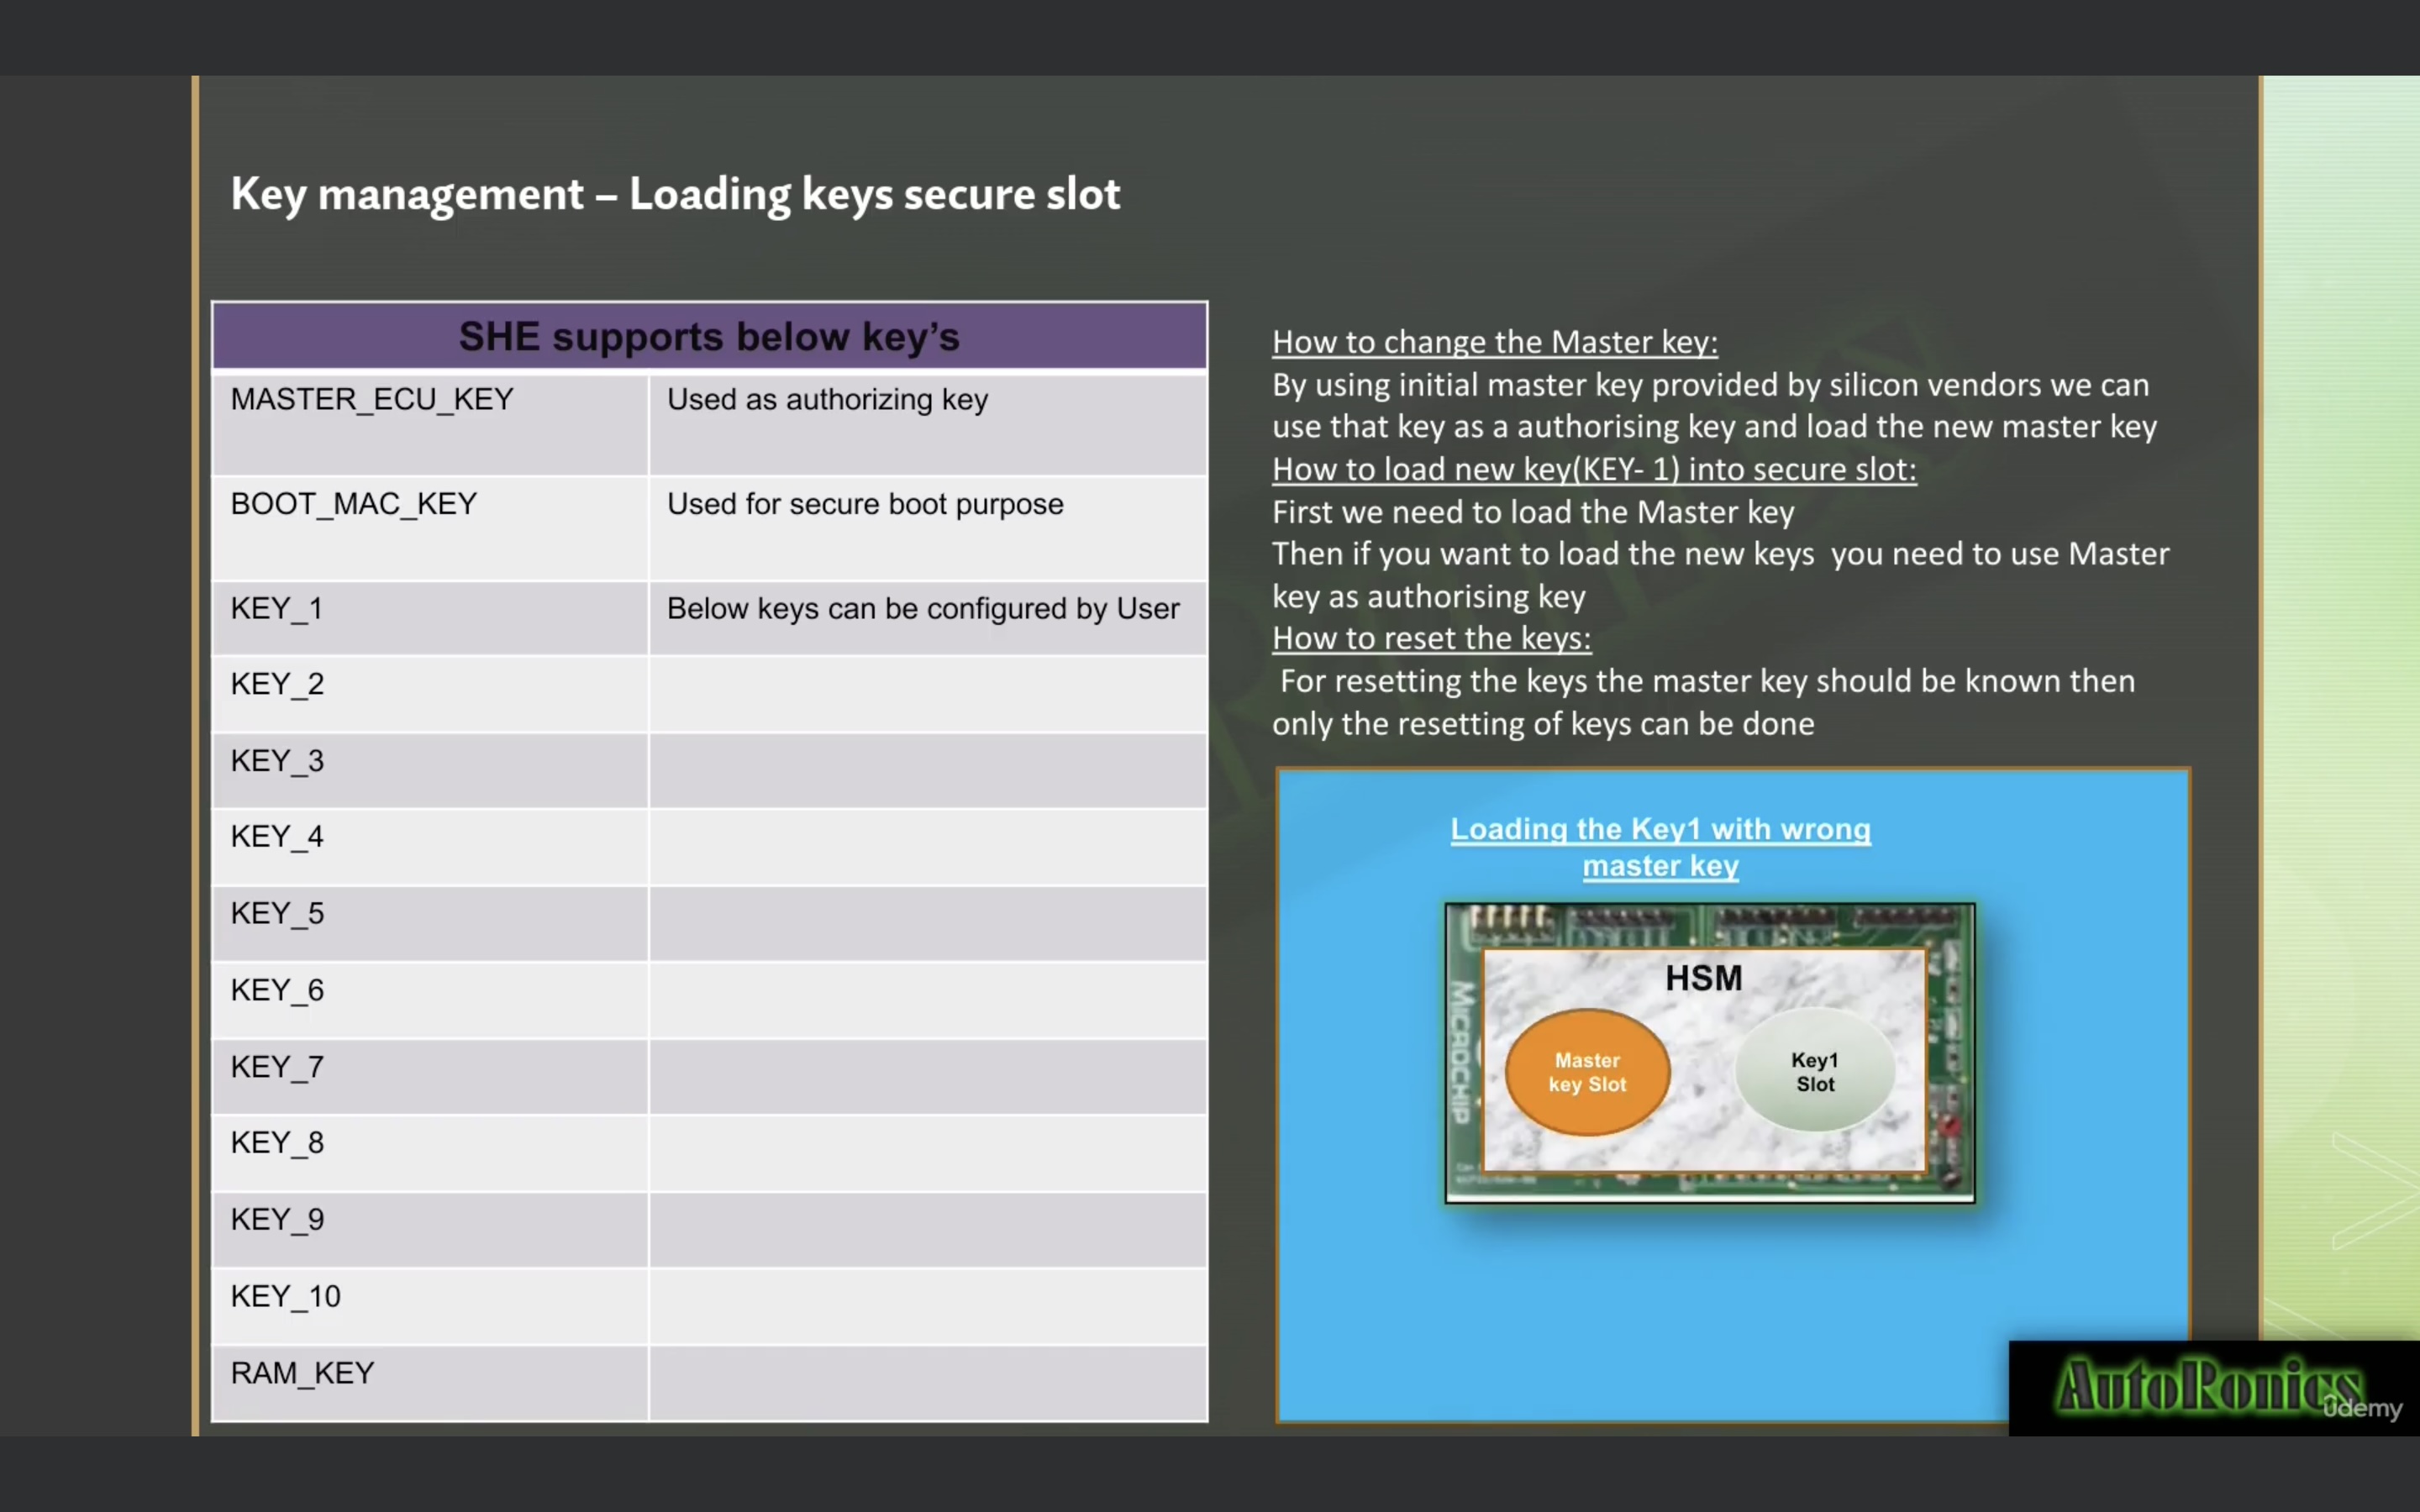 Key management – Loading keys secure slot
SHE supports below key’s
MASTER_ECU_KEY Used as authorizing key
BOOT_MAC_KEY Used for secure boot purpose
KEY_1 Below keys can be configured by User
KEY_2
KEY_3
KEY_4
KEY_5
KEY_6
KEY_7
KEY_8
KEY_9
KEY_10
RAM_KEY
How to change the Master key:
By using initial master key provided by silicon vendors we can
use that key as a authorising key and load the new master key
How to load new key(KEY- 1) into secure slot:
First we need to load the Master key
Then if you want to load the new keys  you need to use Master
key as authorising key
How to reset the keys:
For resetting the keys the master key should be known then
only the resetting of keys can be done
Loading the Key1 with wrong
master key
HSM
Master
key Slot
Key1
Slot
MICROCHIP
AutoRonics
ûdemy